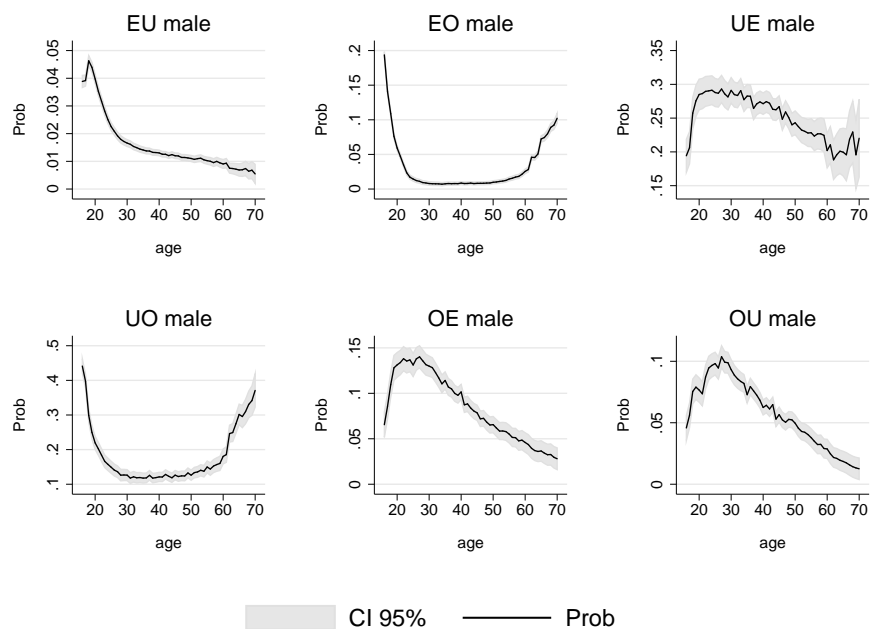 EU male
EO male
UE male
Prob
0 .01 .02 .03 .04 .05
20 30 40 50 60 70
age
Prob
0 .05 .1 .15 .2
20 30 40 50 60 70
age
Prob
.15 .2 .25 .3 .35
20 30 40 50 60 70
age
UO male
OE male
OU male
Prob
.1 .2 .3 .4 .5
20 30 40 50 60 70
age
Prob
0 .05 .1 .15
20 30 40 50 60 70
age
Prob
0 .05 .1
20 30 40 50 60 70
age
CI 95% Prob